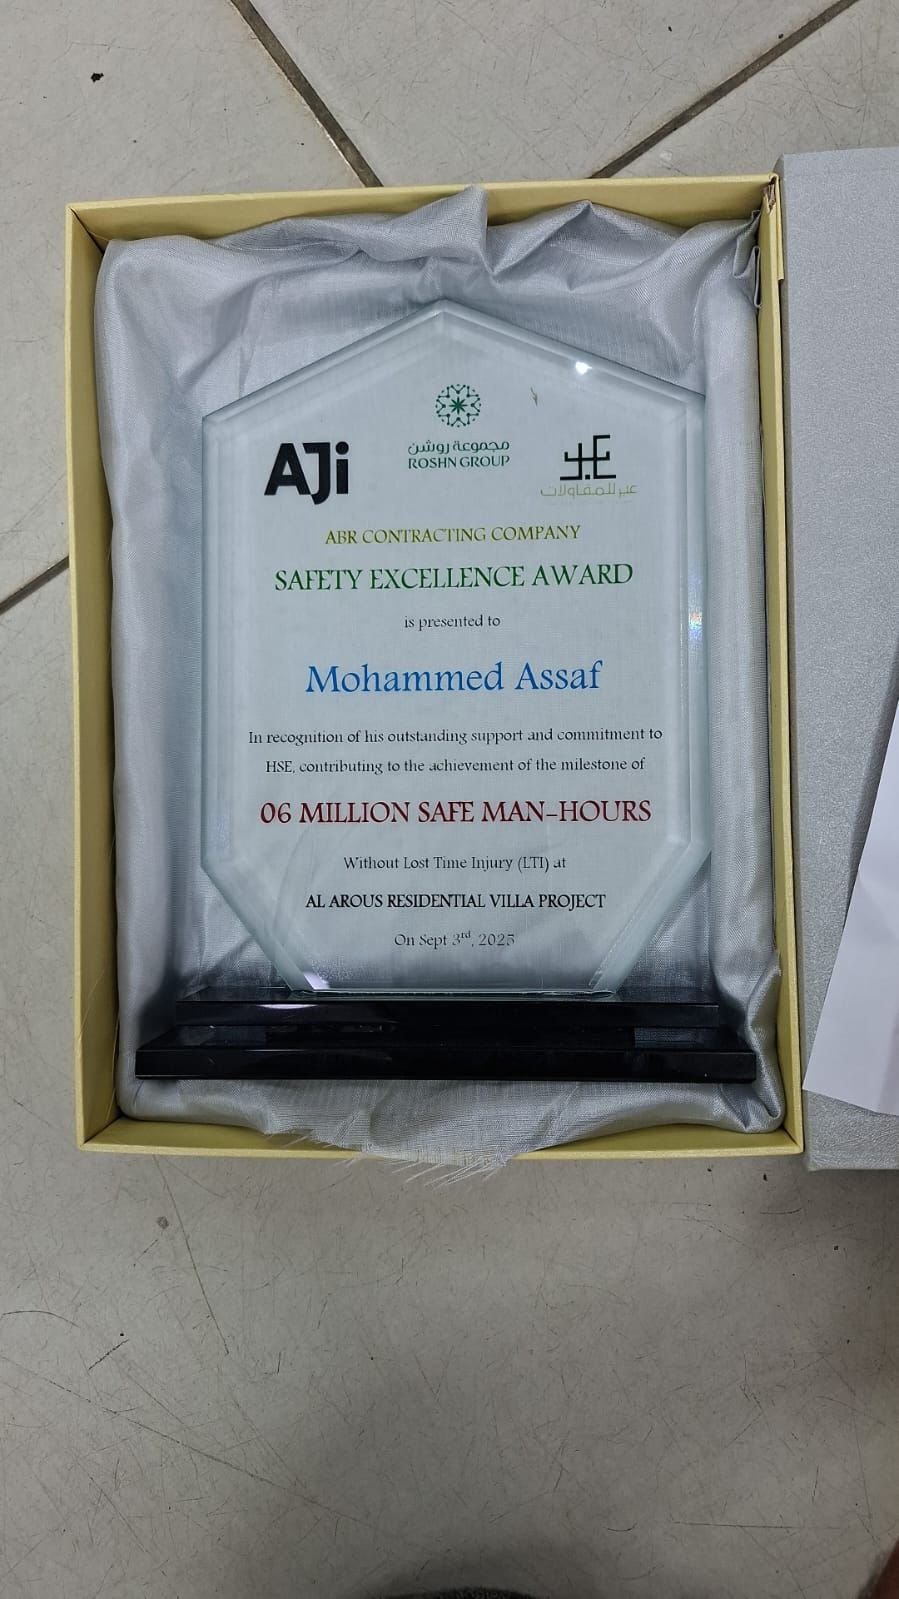 AJi
مجموعة روشن
ROSHN GROUP
عبر للمقاولات
ABR CONTRACTING COMPANY
SAFETY EXCELLENCE AWARD
is presented to
Mohammed Assaf
In recognition of his outstanding support and commitment to
HSE, contributing to the achievement of the milestone of
06 MILLION SAFE MAN-HOURS
Without Lost Time Injury (LTI) at
AL AROUS RESIDENTIAL VILLA PROJECT
On Sept 3rd, 2025